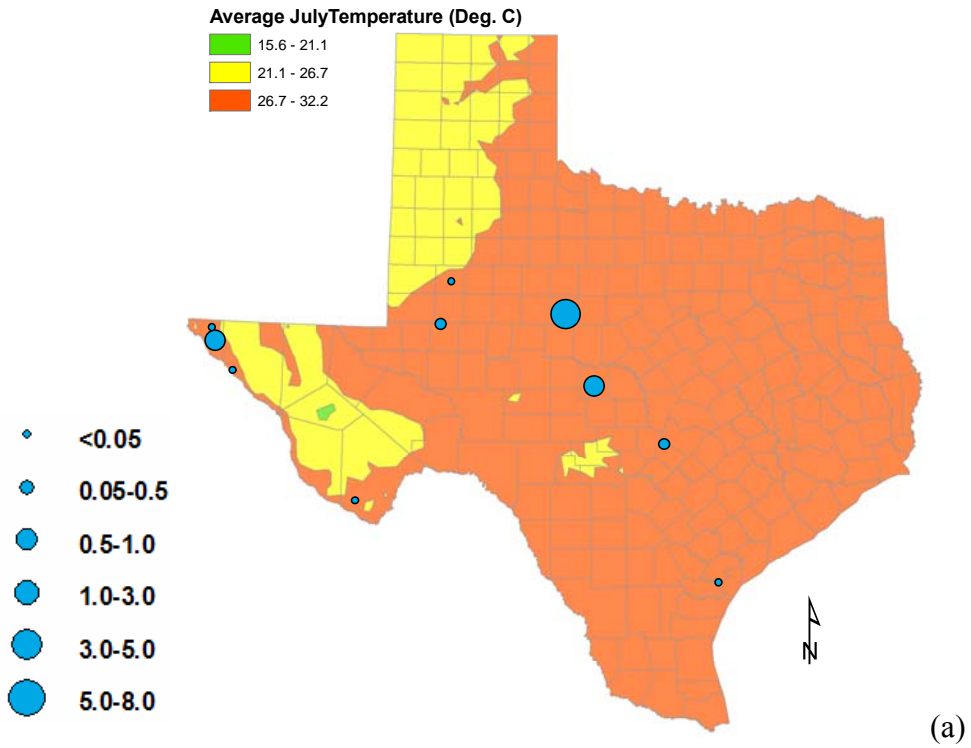 Average JulyTemperature (Deg. C)
15.6 - 21.1
21.1 - 26.7
26.7 - 32.2
<0.05
0.05-0.5
0.5-1.0
1.0-3.0
3.0-5.0
5.0-8.0
N
(a)